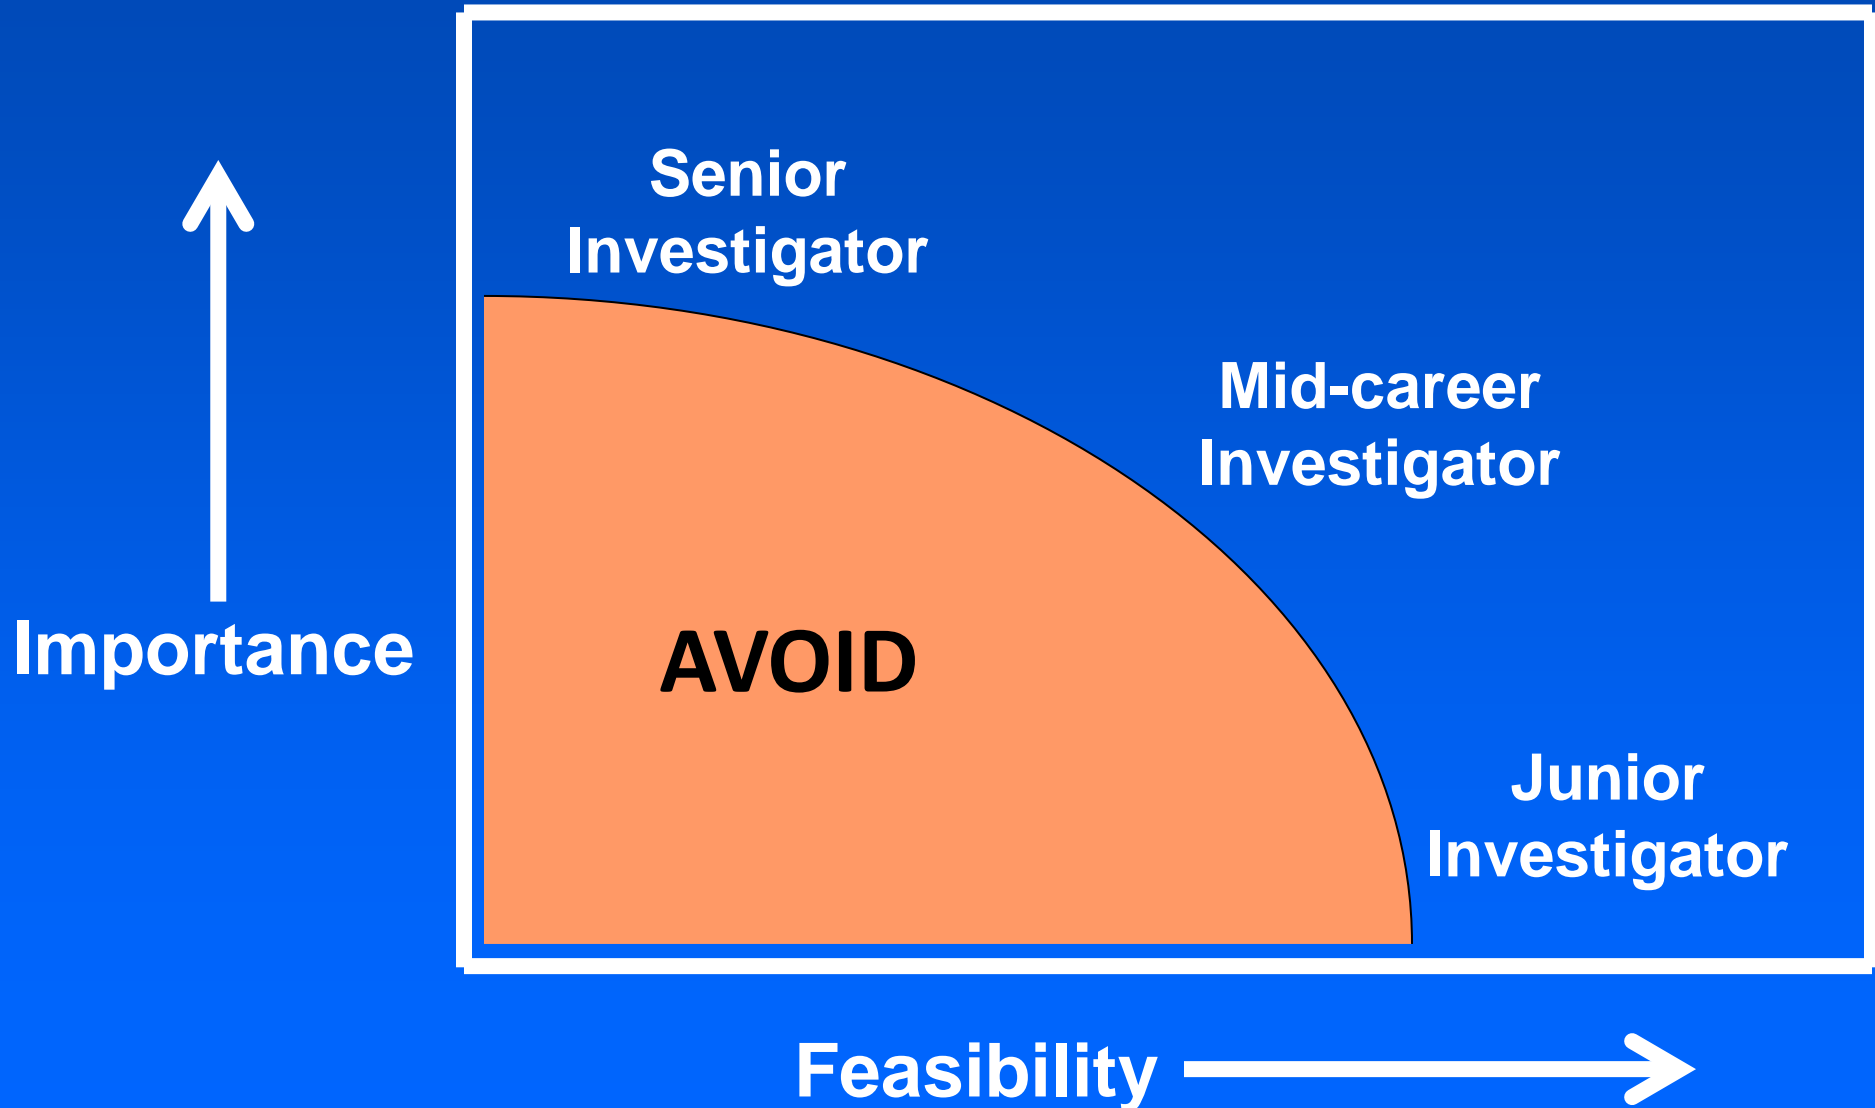 Senior
Investigator
Mid-career
Investigator
Importance
AVOID
Junior
Investigator
Feasibility